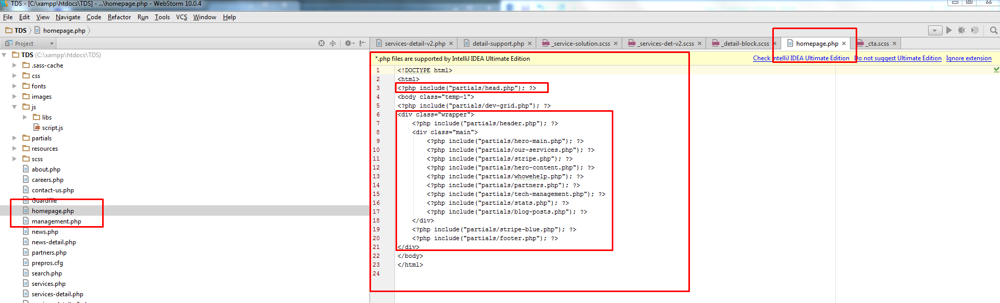 TDS - [C:\xampp\htdocs\TDS] - ...\homepage.php - WebStorm 10.0.4
File Edit View Navigate Code Refactor Run Tools VCS Window Help
TDS homepage.php
Project
services-detail-v2.php detail-support.php _service-solution.scss _services-det-v2.scss _detail-block.scss homepage.php _cta.scss
TDS (C:\xampp\htdocs\TDS)
.sass-cache
css
fonts
images
js
libs
script.js
partials
resources
scss
about.php
careers.php
contact-us.php
Guardfile
homepage.php
management.php
news.php
news-detail.php
partners.php
prepros.cfg
search.php
services.php
services-detail.php
*.php files are supported by IntelliJ IDEA Ultimate Edition Check IntelliJ IDEA Ultimate Edition Do not suggest Ultimate Edition Ignore extension
1 <!DOCTYPE html>
2 <html>
3 <?php include("partials/head.php"); ?>
4 <body class="temp-1">
5 <?php include("partials/dev-grid.php"); ?>
6 <div class="wrapper">
7 <?php include("partials/header.php"); ?>
8 <div class="main">
9 <?php include("partials/hero-main.php"); ?>
10 <?php include("partials/our-services.php"); ?>
11 <?php include("partials/stripe.php"); ?>
12 <?php include("partials/hero-content.php"); ?>
13 <?php include("partials/whowehelp.php"); ?>
14 <?php include("partials/partners.php"); ?>
15 <?php include("partials/tech-management.php"); ?>
16 <?php include("partials/stats.php"); ?>
17 <?php include("partials/blog-posts.php"); ?>
18 </div>
19 <?php include("partials/stripe-blue.php"); ?>
20 <?php include("partials/footer.php"); ?>
21 </div>
22 </body>
23 </html>
24